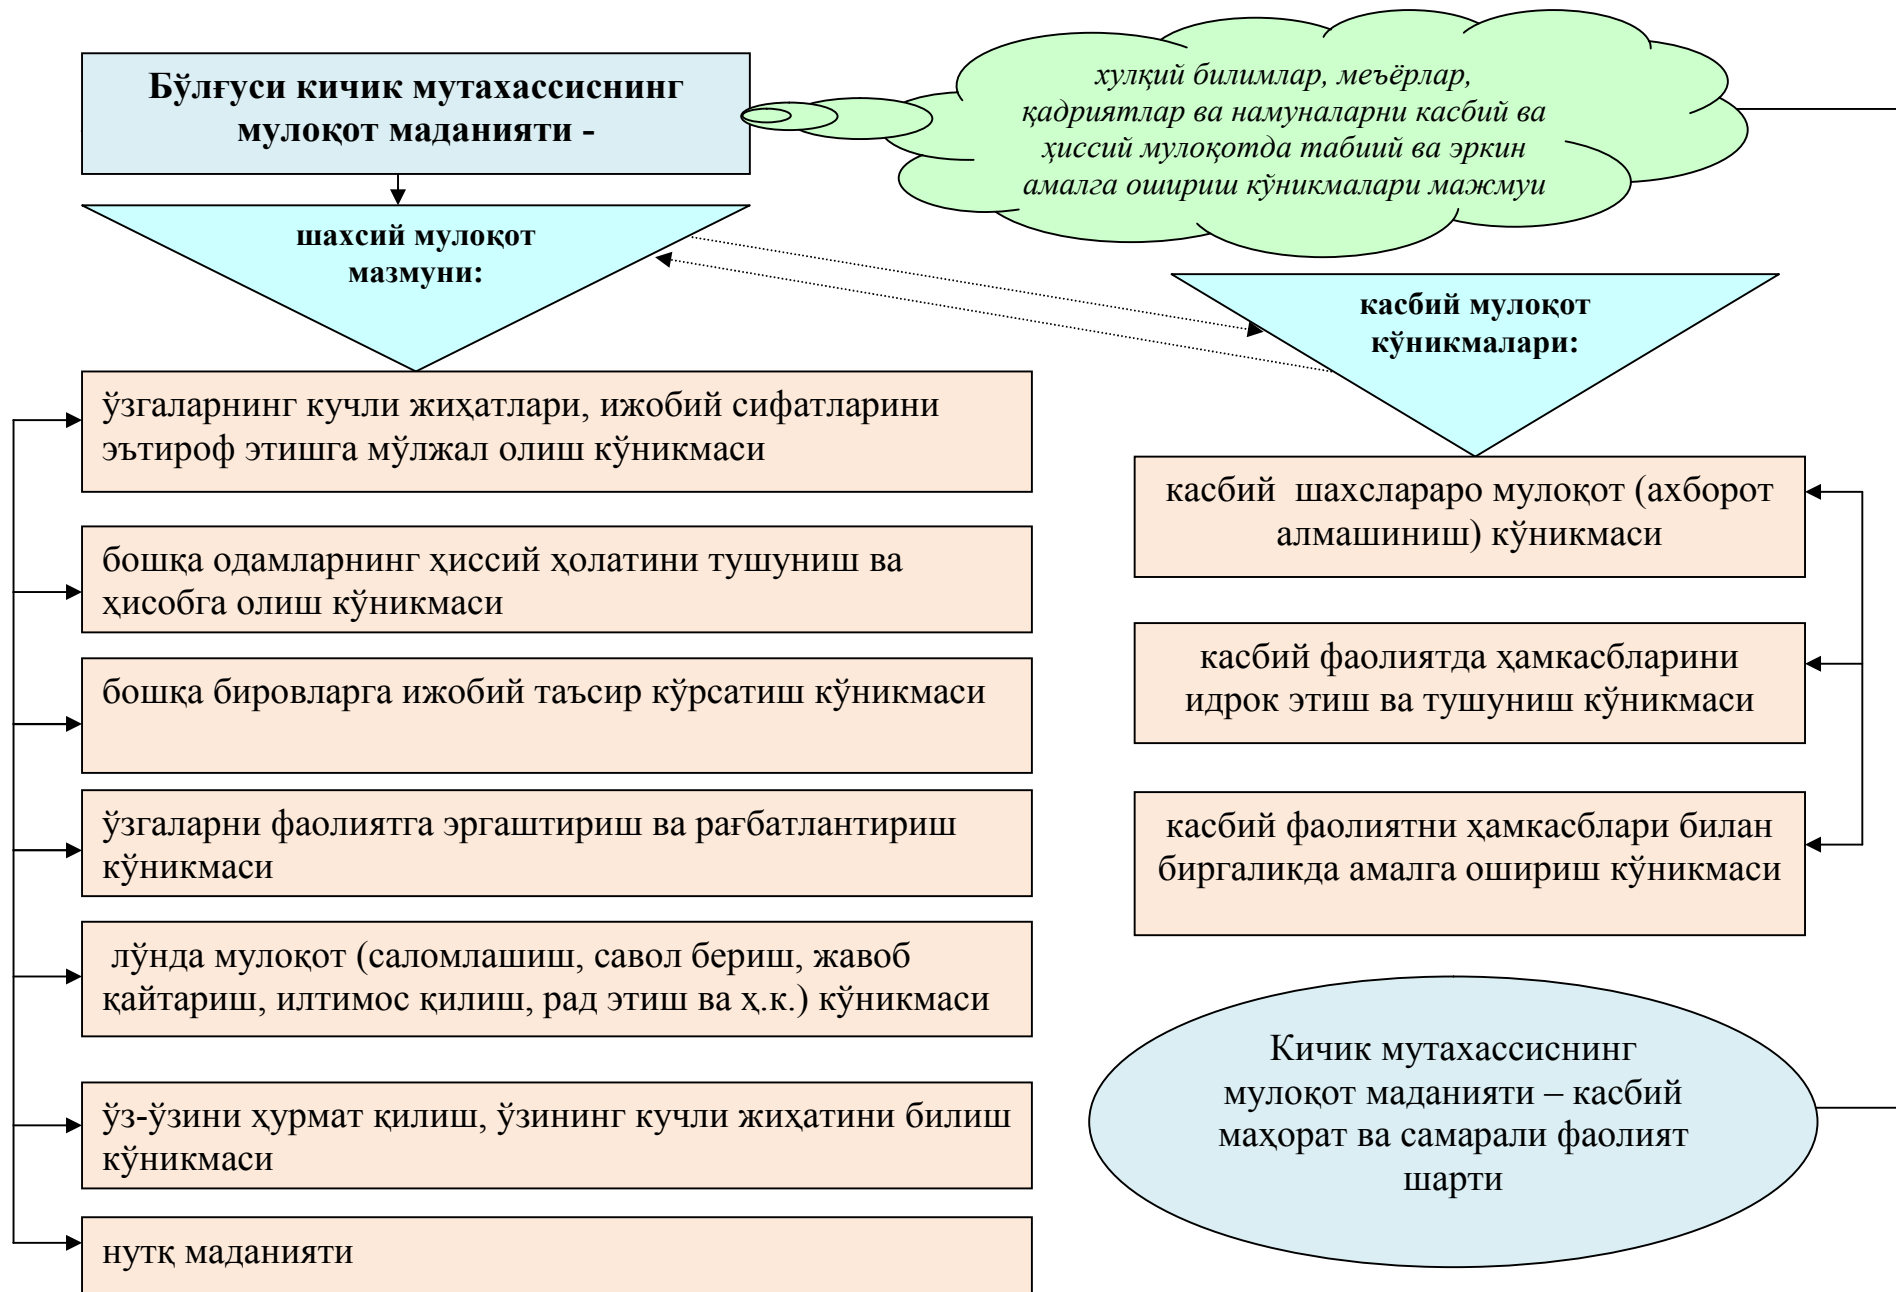 Бўлғуси кичик мутахассиснинг
мулоқот маданияти -
хулқий билимлар, меъёрлар,
қадриятлар ва намуналарни касбий ва
ҳиссий мулоқотда табиий ва эркин
амалга ошириш кўникмалари мажмуи
шахсий мулоқот
мазмуни:
ўзгаларнинг кучли жиҳатлари, ижобий сифатларини
эътироф этишга мўлжал олиш кўникмаси
бошқа одамларнинг ҳиссий ҳолатини тушуниш ва
ҳисобга олиш кўникмаси
бошқа бировларга ижобий таъсир кўрсатиш кўникмаси
ўзгаларни фаолиятга эргаштириш ва рағбатлантириш
кўникмаси
лўнда мулоқот (саломлашиш, савол бериш, жавоб
қайтариш, илтимос қилиш, рад этиш ва ҳ.к.) кўникмаси
ўз-ўзини ҳурмат қилиш, ўзининг кучли жиҳатини билиш
кўникмаси
нутқ маданияти
касбий мулоқот
кўникмалари:
касбий шахслараро мулоқот (ахборот
алмашиниш) кўникмаси
касбий фаолиятда ҳамкасбларини
идрок этиш ва тушуниш кўникмаси
касбий фаолиятни ҳамкасблари билан
биргаликда амалга ошириш кўникмаси
Кичик мутахассиснинг
мулоқот маданияти – касбий
маҳорат ва самарали фаолият
шарти